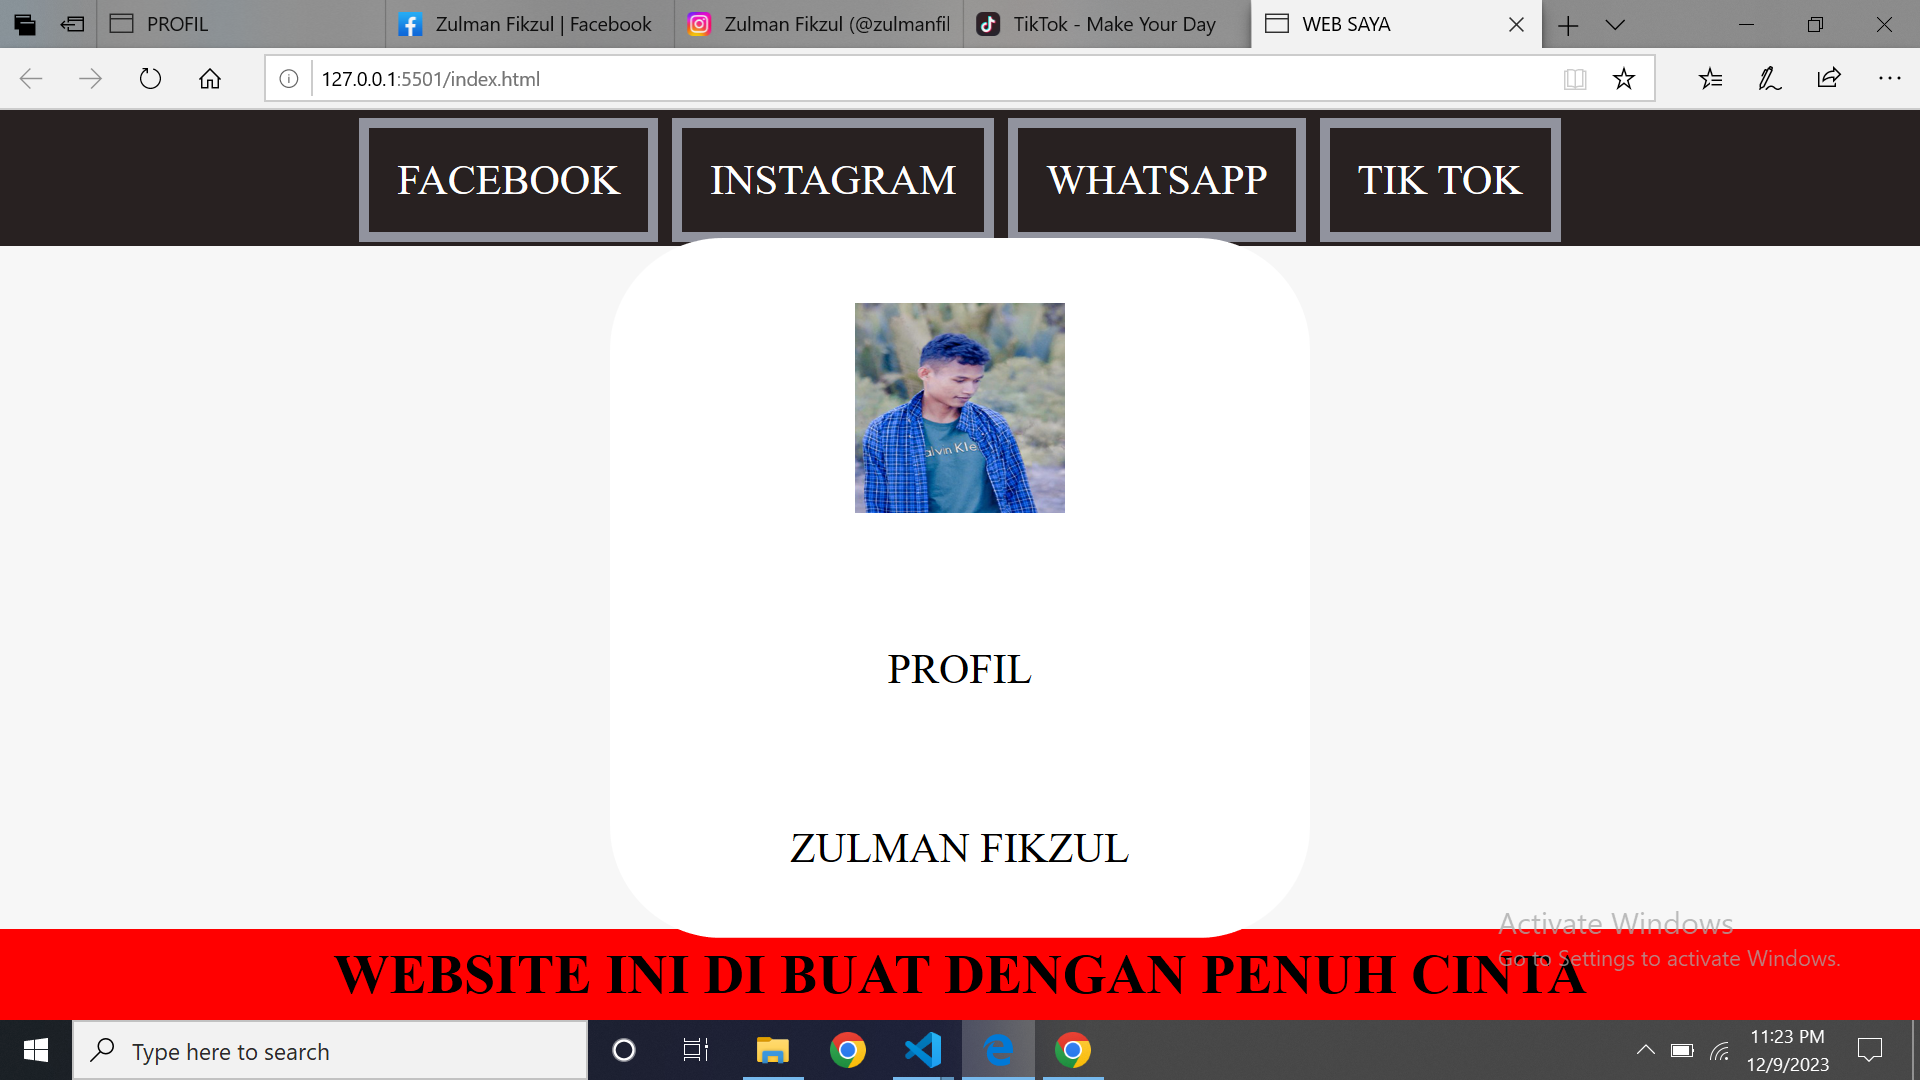 PROFIL
Zulman Fikzul | Facebook
Zulman Fikzul (@zulmanfil
TikTok - Make Your Day
WEB SAYA
127.0.0.1:5501/index.html
FACEBOOK
INSTAGRAM
WHATSAPP
TIK TOK
alvin Kle
PROFIL
ZULMAN FIKZUL
Activate Windows
Go to Settings to activate Windows.
WEBSITE INI DI BUAT DENGAN PENUH CINTA
Type here to search
11:23 PM
12/9/2023